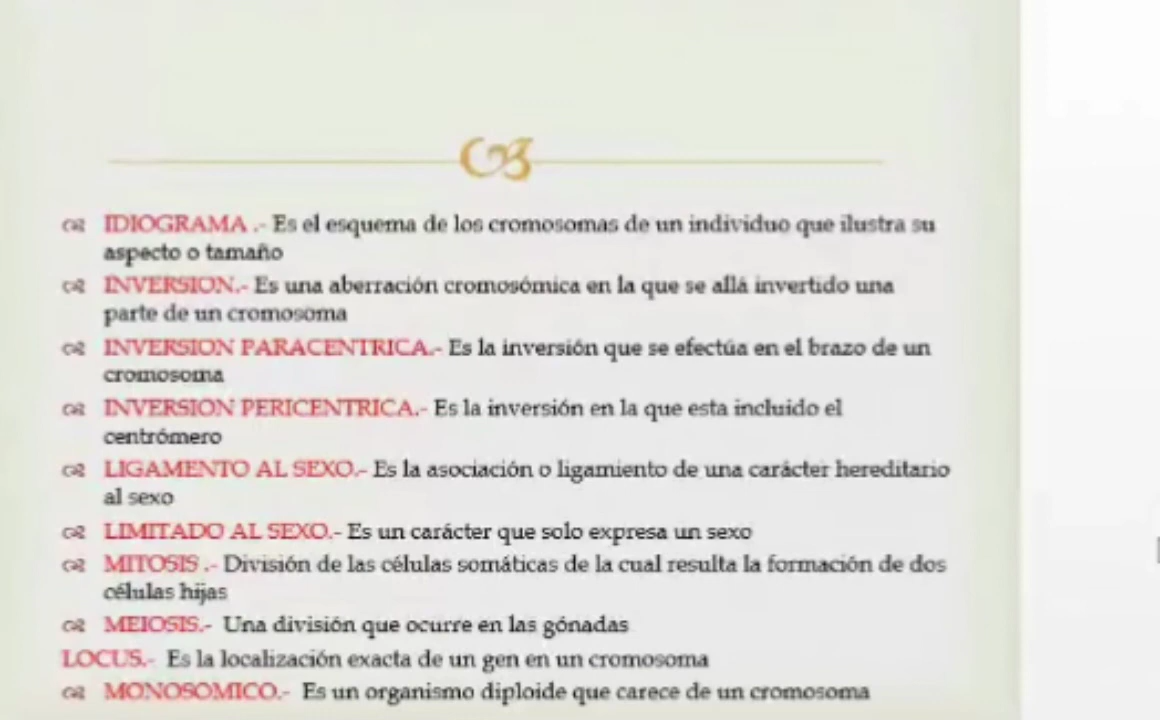 IDIOGRAMA .- Es el esquema de los cromosomas de un individuo que ilustra su
aspecto o tamaño
INVERSION.- Es una aberración cromosómica en la que se allá invertido una
parte de un cromosoma
INVERSION PARACENTRICA.- Es la inversión que se efectúa en el brazo de un
cromosoma
INVERSION PERICENTRICA.- Es la inversión en la que esta incluido el
centrómero
LIGAMENTO AL SEXO.- Es la asociación o ligamiento de una carácter hereditario
al sexo
LIMITADO AL SEXO.- Es un carácter que solo expresa un sexo
MITOSIS .- División de las células somáticas de la cual resulta la formación de dos
células hijas
MEIOSIS.- Una división que ocurre en las gónadas
LOCUS.- Es la localización exacta de un gen en un cromosoma
MONOSOMICO.- Es un organismo diploide que carece de un cromosoma